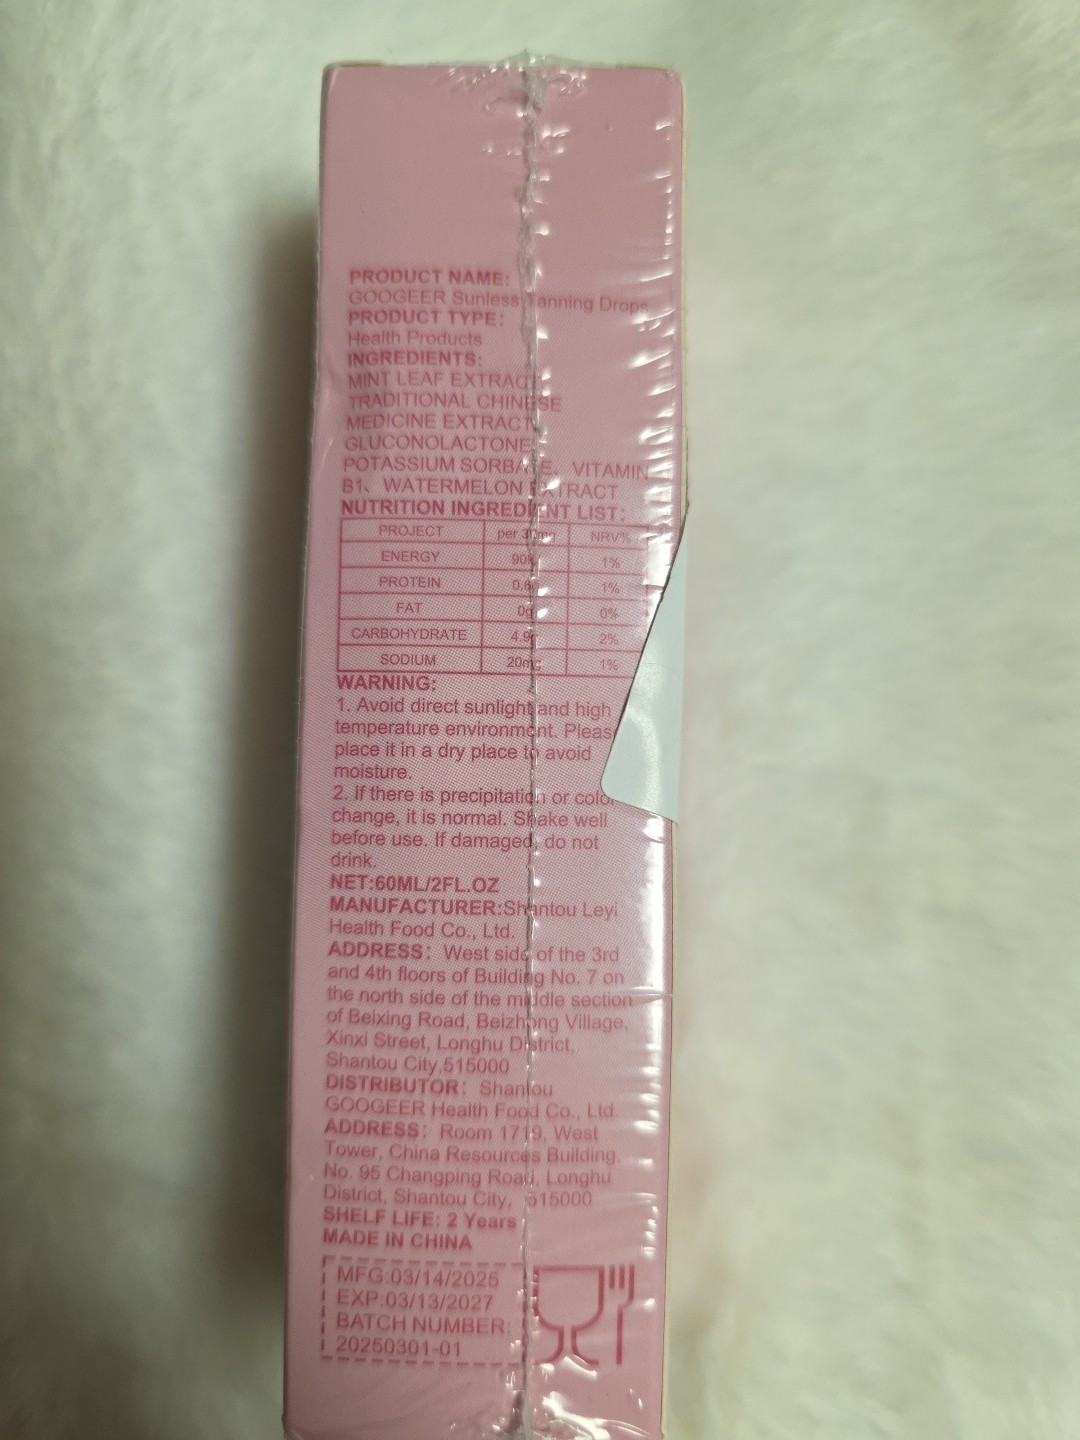 PRODUCT NAME:
GOOGEER Sunless anning Drops
PRODUCT TYPE:
Health Products
INGREDIENTS:
MINT LEAF EXTRACT
TRADITIONAL CHINESE
MEDICINE EXTRACT
GLUCONOLACTONE
POTASSIUM SORBATE、 VITAMIN
B1、 WATERMELON EXTRACT
NUTRITION INGREDIENT LIST:
PROJECT per 30mg NRV%
ENERGY 1%
PROTEIN 0.6g 1%
FAT 0g 0%
CARBOHYDRATE 4.9g 2%
SODIUM 20mg 1%
WARNING:
1. Avoid direct sunlight and high
temperature environment. Pleas
place it in a dry place to avoid
moisture.
2. If there is precipitation or color
change, it is normal. Shake well
before use. If damaged, do not
drink.
NET:60ML/2FL.OZ
MANUFACTURER:Shantou Leyi
Health Food Co., Ltd.
ADDRESS: West side of the 3rd
and 4th floors of Building No. 7 on
the north side of the middle section
of Beixing Road, Beizhong Village,
Xinxi Street, Longhu District,
Shantou City,515000
DISTRIBUTOR: Shantou
GOOGEER Health Food Co., Ltd.
ADDRESS: Room 1719, West
Tower, China Resources Building,
No. 95 Changping Road, Longhu
District, Shantou City, 515000
SHELF LIFE: 2 Years
MADE IN CHINA
MFG:03/14/2025
EXP:03/13/2027
BATCH NUMBER:
20250301-01